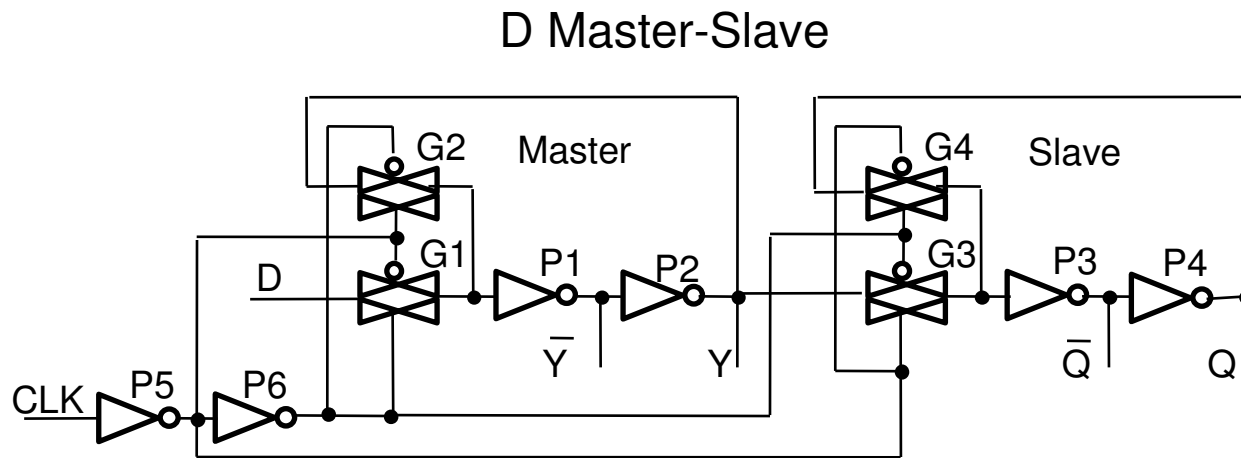 D Master-Slave
G2
Master
G4
Slave
D
G1
P1
P2
G3
P3
P4
Y̅
Y
Q̅
Q
CLK
P5
P6